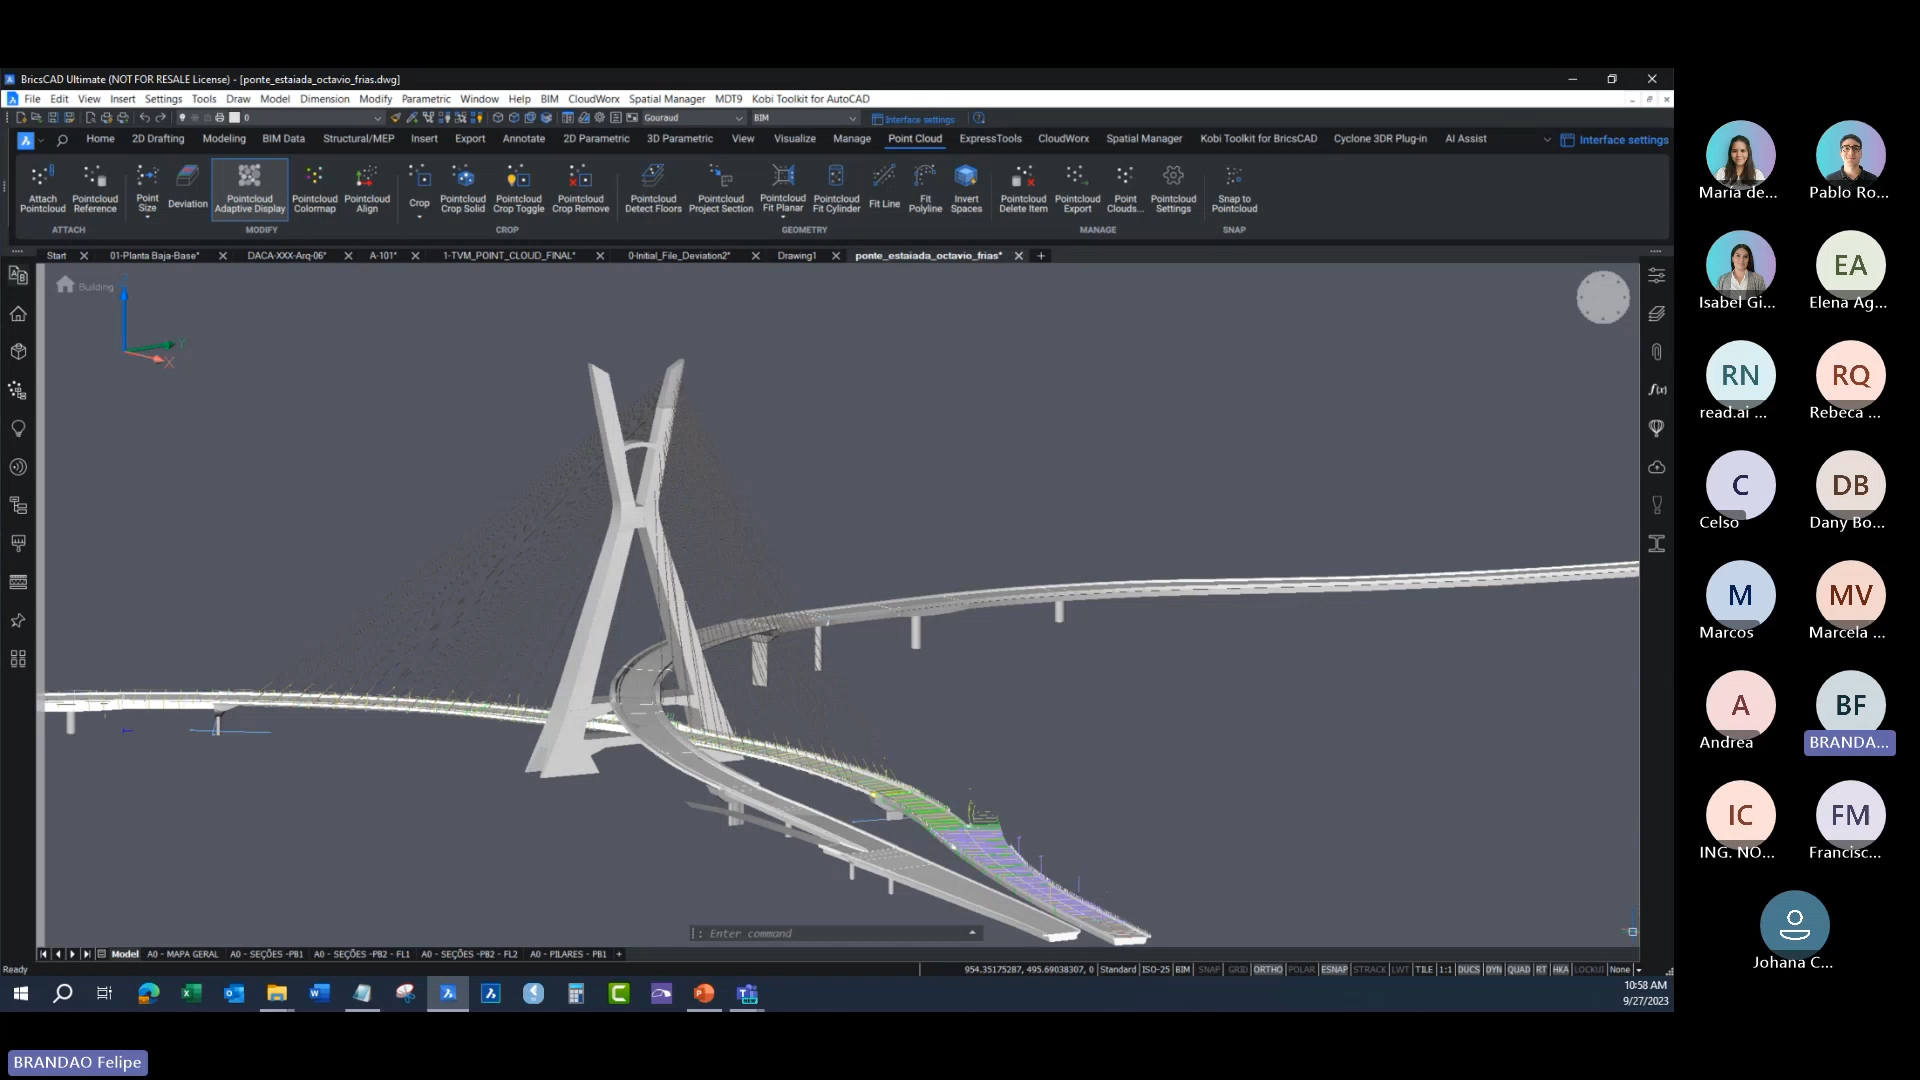 BricsCAD Ultimate (NOT FOR RESALE License) - [ponte_estaiada_octavio_frias.dwg]
File Edit View Insert Settings Tools Draw Model Dimension Modify Parametric Window Help BIM CloudWorx Spatial Manager MDT9 Kobi Toolkit for AutoCAD
0 Gouraud BIM Interface settings
Home 2D Drafting Modeling BIM Data Structural/MEP Insert Export Annotate 2D Parametric 3D Parametric View Visualize Manage Point Cloud ExpressTools CloudWorx Spatial Manager Kobi Toolkit for BricsCAD Cyclone 3DR Plug-in AI Assist Interface settings
Attach Pointcloud
Pointcloud Reference
Point Size
Deviation
Pointcloud Adaptive Display
Pointcloud Colormap
Pointcloud Align
Crop
Pointcloud Crop Solid
Pointcloud Crop Toggle
Pointcloud Crop Remove
Pointcloud Detect Floors
Pointcloud Project Section
Pointcloud Fit Planar
Pointcloud Fit Cylinder
Fit Line
Fit Polyline
Invert Spaces
Pointcloud Delete Item
Pointcloud Export
Point Clouds...
Pointcloud Settings
Snap to Pointcloud
ATTACH MODIFY CROP GEOMETRY MANAGE SNAP
Start 01-Planta Baja-Base* DACA-XXX-Arq-06* A-101* 1-TVM_POINT_CLOUD_FINAL* 0-Initial_File_Deviation2* Drawing1 ponte_estaiada_octavio_frias*
Building
Y
X
: Enter command
Model A0 - MAPA GERAL A0 - SEÇÕES -PB1 A0 - SEÇÕES -PB2 - FL1 A0 - SEÇÕES -PB2 - FL2 A0 - PILARES - PB1
Ready 954.35175287, 495.69038307, 0 Standard ISO-25 BIM SNAP GRID ORTHO POLAR ESNAP STRACK LWT TILE 1:1 DUCS DYN QUAD RT HKA LOCKUI None
10:58 AM
9/27/2023
María de...
Pablo Ro...
Isabel Gi...
EA
Elena Ag...
RN
read.ai ...
RQ
Rebeca ...
C
Celso
DB
Dany Bo...
M
Marcos
MV
Marcela ...
A
Andrea
BF
BRANDA...
IC
ING. NO...
FM
Francisc...
Johana C...
BRANDAO Felipe